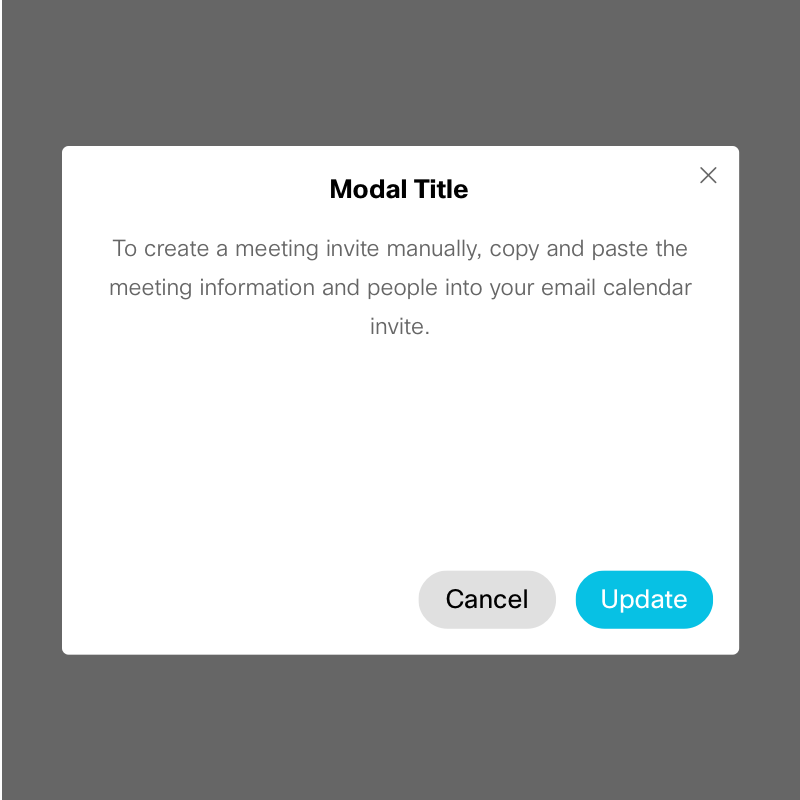 Modal Title
To create a meeting invite manually, copy and paste the
meeting information and people into your email calendar
invite.
Cancel
Update